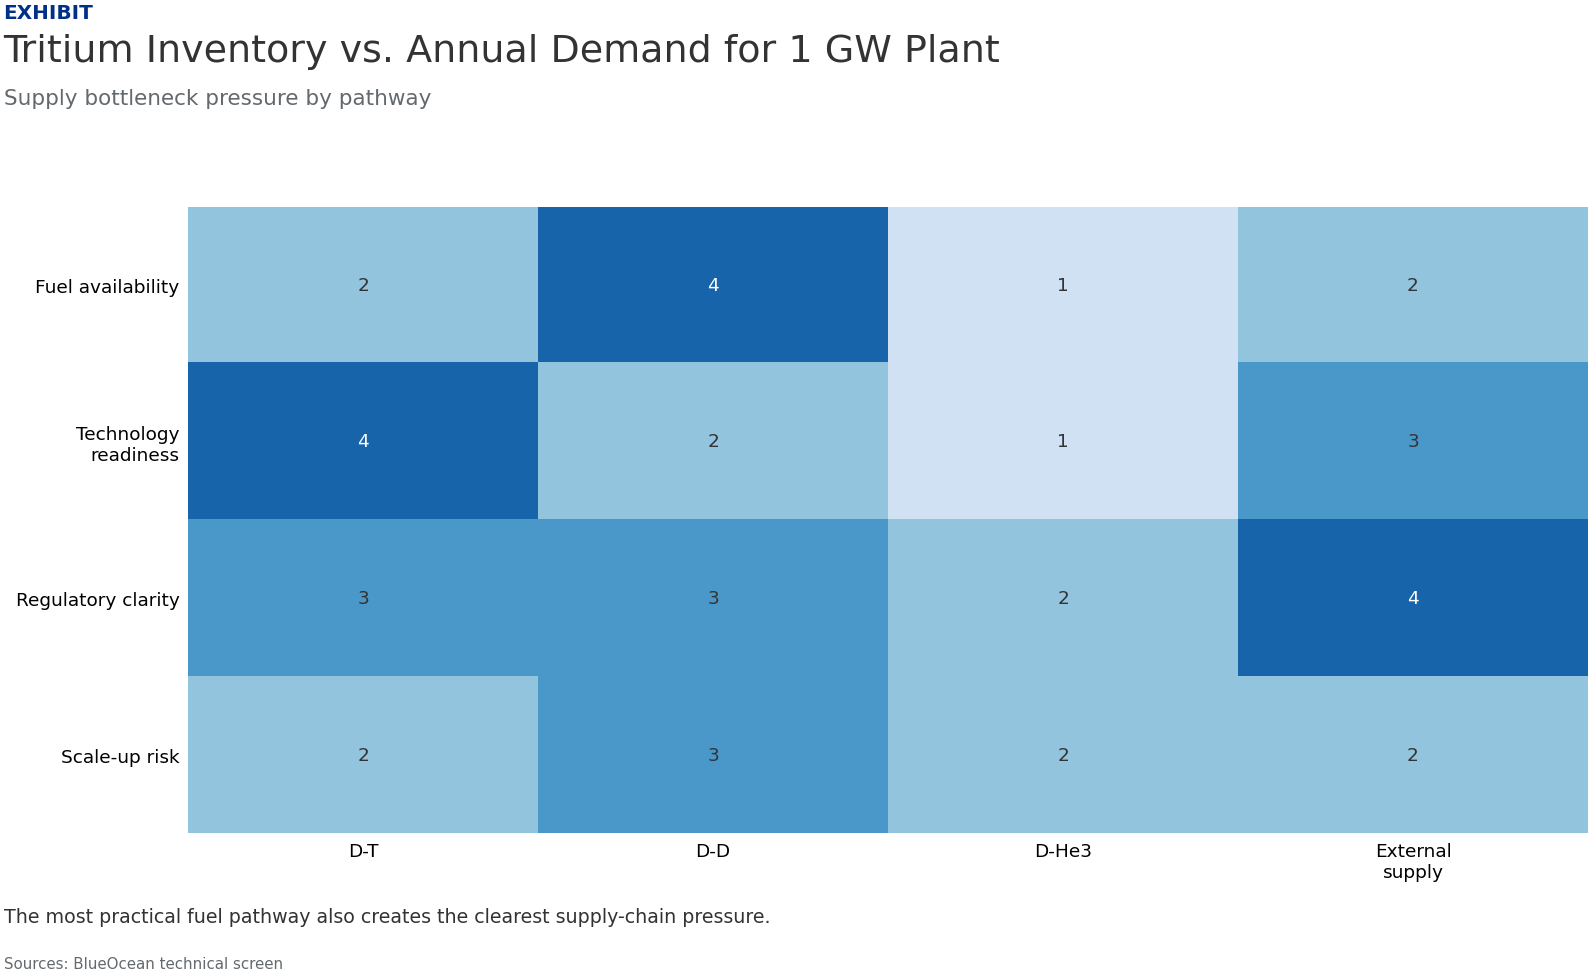 EXHIBIT
Tritium Inventory vs. Annual Demand for 1 GW Plant
Supply bottleneck pressure by pathway
Fuel availability
2
4
1
2
Technology
readiness
4
2
1
3
Regulatory clarity
3
3
2
4
Scale-up risk
2
3
2
2
D-T
D-D
D-He3
External
supply
The most practical fuel pathway also creates the clearest supply-chain pressure.
Sources: BlueOcean technical screen